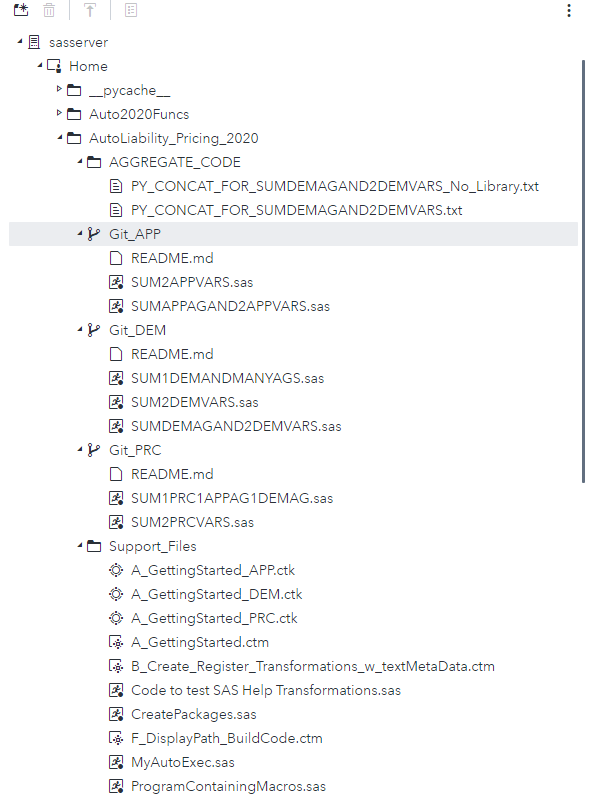 sasserver
Home
__pycache__
Auto2020Funcs
AutoLiability_Pricing_2020
AGGREGATE_CODE
PY_CONCAT_FOR_SUMDEMAGAND2DEMVARS_No_Library.txt
PY_CONCAT_FOR_SUMDEMAGAND2DEMVARS.txt
Git_APP
README.md
SUM2APPVARS.sas
SUMAPPAGAND2APPVARS.sas
Git_DEM
README.md
SUM1DEMANDMANYAGS.sas
SUM2DEMVARS.sas
SUMDEMAGAND2DEMVARS.sas
Git_PRC
README.md
SUM1PRC1APPAG1DEMAG.sas
SUM2PRCVARS.sas
Support_Files
A_GettingStarted_APP.ctk
A_GettingStarted_DEM.ctk
A_GettingStarted_PRC.ctk
A_GettingStarted.ctm
B_Create_Register_Transformations_w_textMetaData.ctm
Code to test SAS Help Transformations.sas
CreatePackages.sas
F_DisplayPath_BuildCode.ctm
MyAutoExec.sas
ProgramContainingMacros.sas